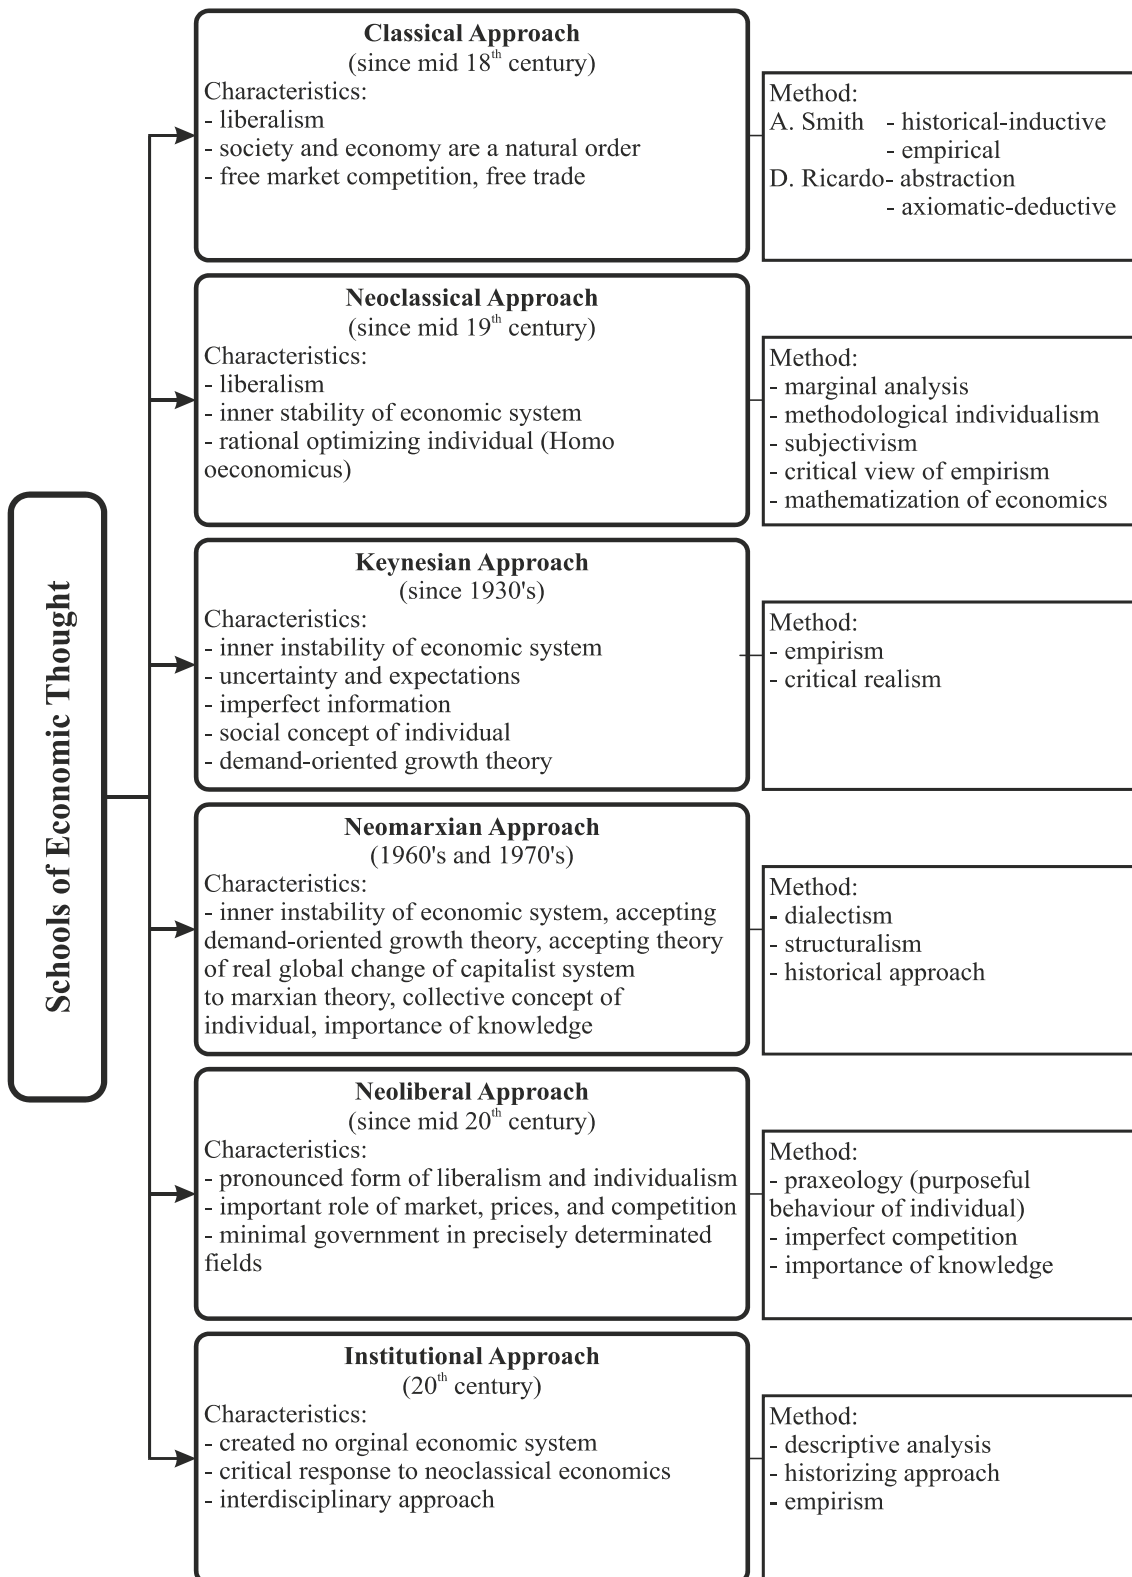 Schools of Economic Thought
Classical Approach
(since mid 18th century)
Characteristics:
- liberalism
- society and economy are a natural order
- free market competition, free trade
Method:
A. Smith - historical-inductive
- empirical
D. Ricardo- abstraction
- axiomatic-deductive
Neoclassical Approach
(since mid 19th century)
Characteristics:
- liberalism
- inner stability of economic system
- rational optimizing individual (Homo
oeconomicus)
Method:
- marginal analysis
- methodological individualism
- subjectivism
- critical view of empirism
- mathematization of economics
Keynesian Approach
(since 1930's)
Characteristics:
- inner instability of economic system
- uncertainty and expectations
- imperfect information
- social concept of individual
- demand-oriented growth theory
Method:
- empirism
- critical realism
Neomarxian Approach
(1960's and 1970's)
Characteristics:
- inner instability of economic system, accepting
demand-oriented growth theory, accepting theory
of real global change of capitalist system
to marxian theory, collective concept of
individual, importance of knowledge
Method:
- dialectism
- structuralism
- historical approach
Neoliberal Approach
(since mid 20th century)
Characteristics:
- pronounced form of liberalism and individualism
- important role of market, prices, and competition
- minimal government in precisely determinated
fields
Method:
- praxeology (purposeful
behaviour of individual)
- imperfect competition
- importance of knowledge
Institutional Approach
(20th century)
Characteristics:
- created no orginal economic system
- critical response to neoclassical economics
- interdisciplinary approach
Method:
- descriptive analysis
- historizing approach
- empirism